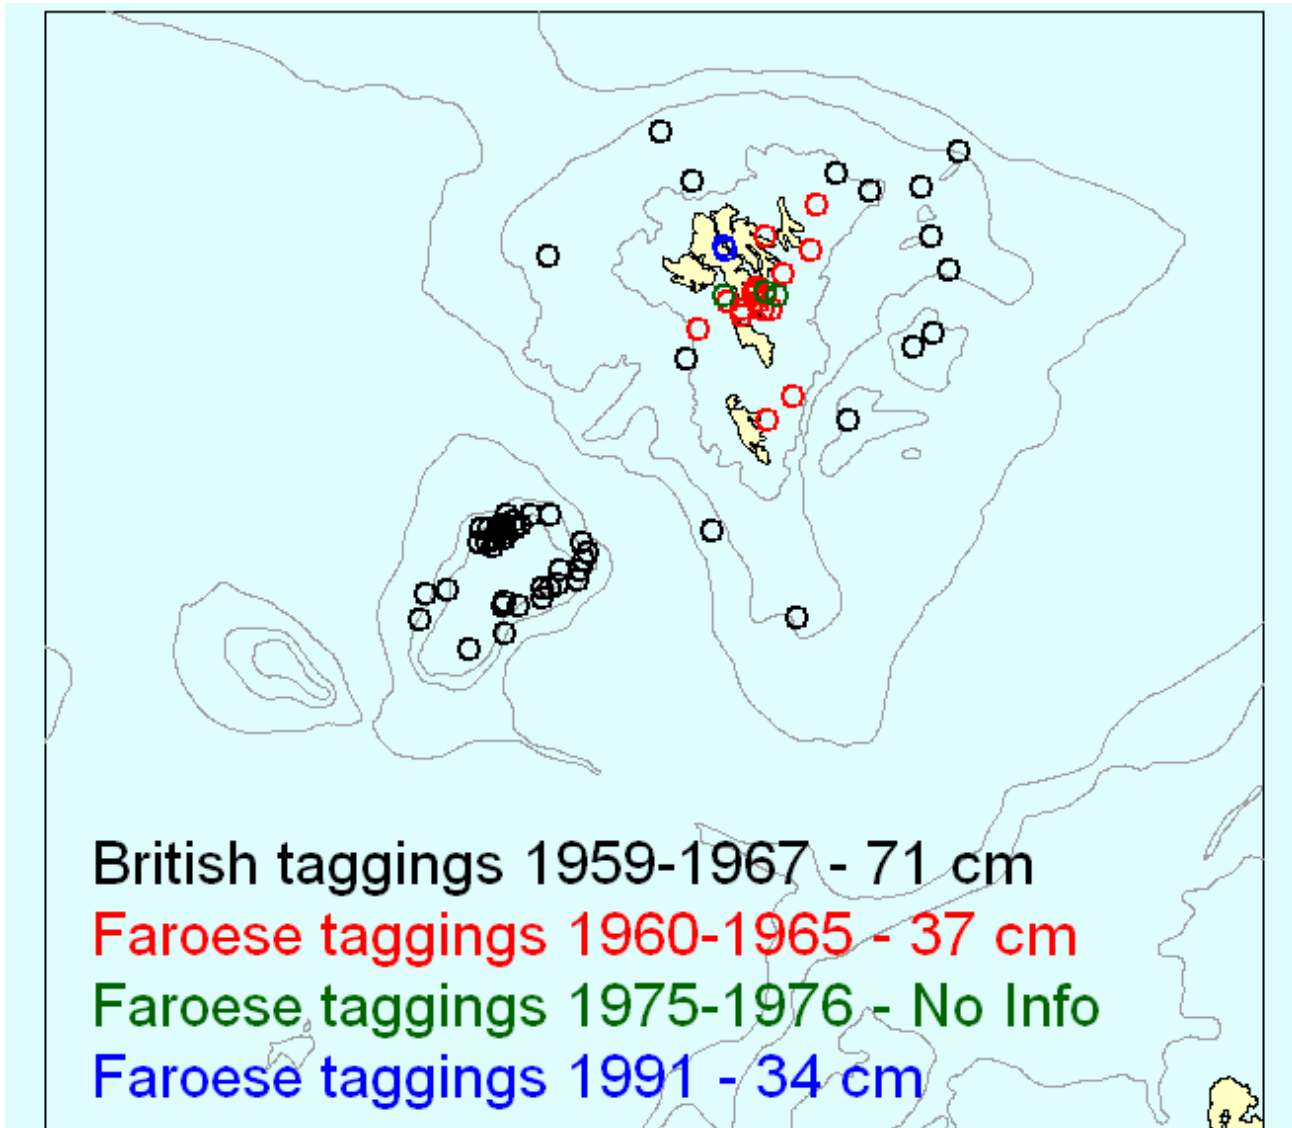 British taggings 1959-1967 - 71 cm
Faroese taggings 1960-1965 - 37 cm
Faroese taggings 1975-1976 - No Info
Faroese taggings 1991 - 34 cm